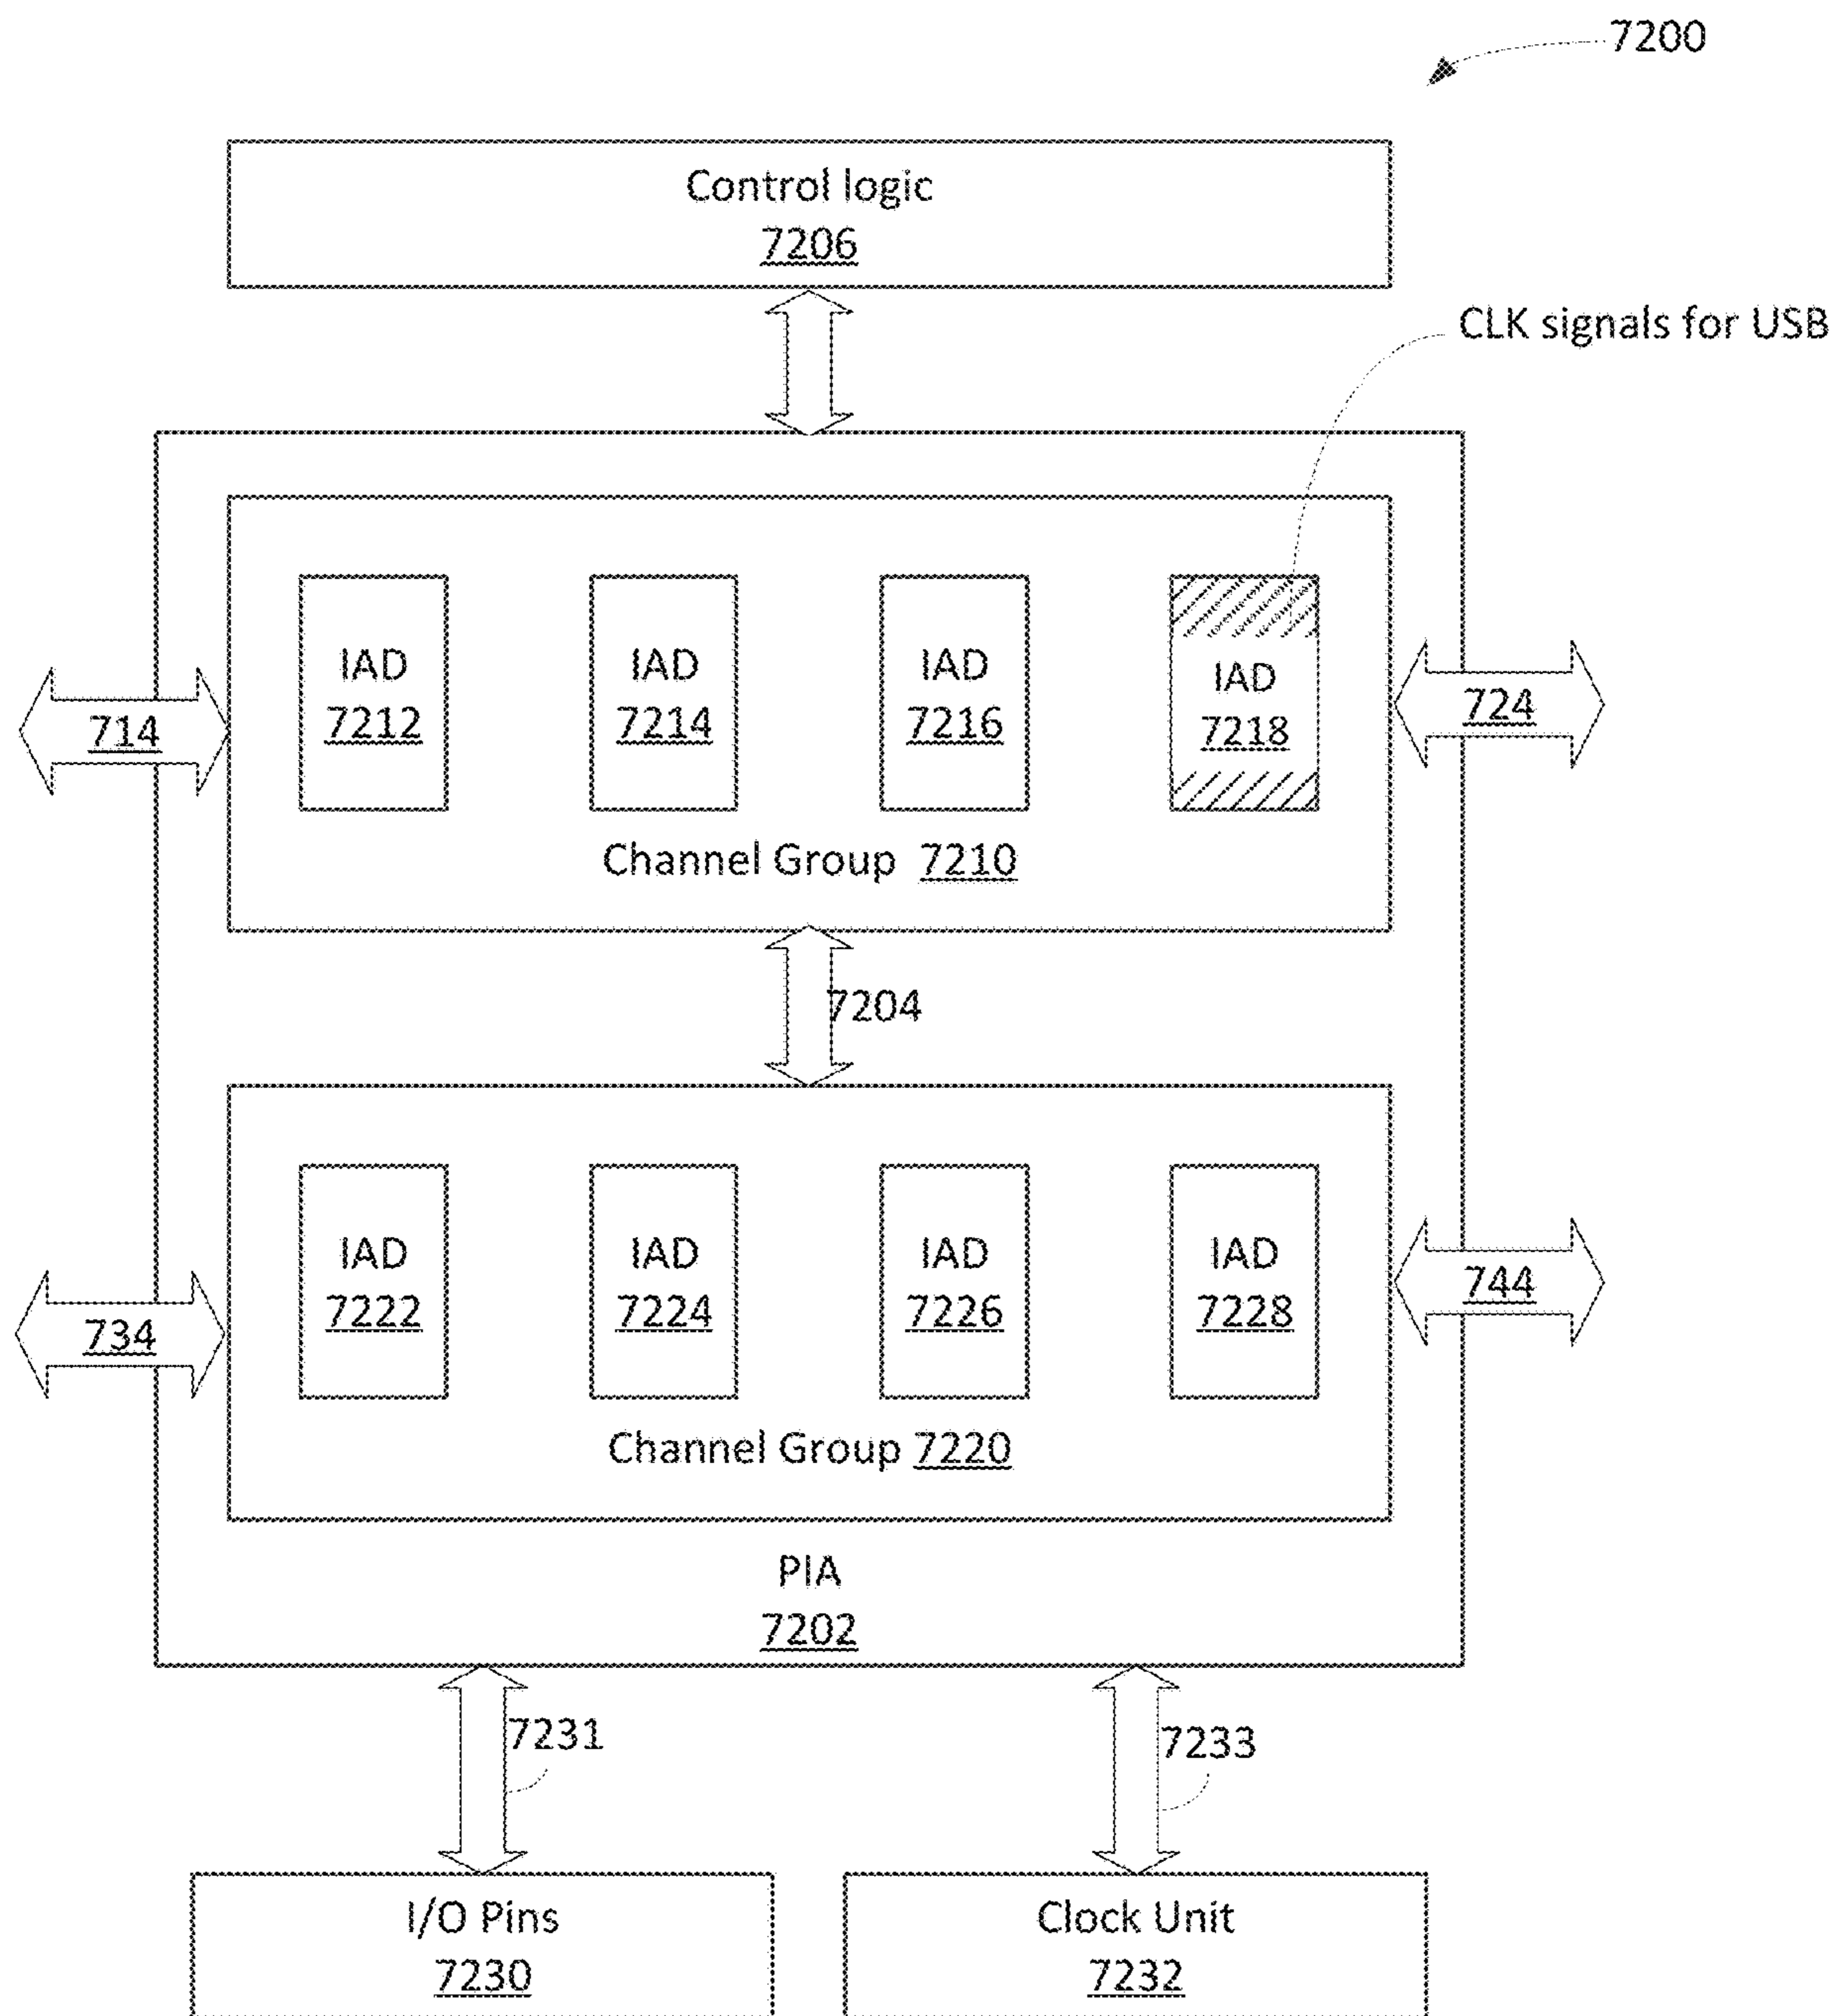 7200
Control logic
7206
CLK signals for USB
IAD
7212
IAD
7214
IAD
7216
IAD
7218
714
724
Channel Group 7210
7204
IAD
7222
IAD
7224
IAD
7226
IAD
7228
734
744
Channel Group 7220
PIA
7202
7231
7233
I/O Pins
7230
Clock Unit
7232